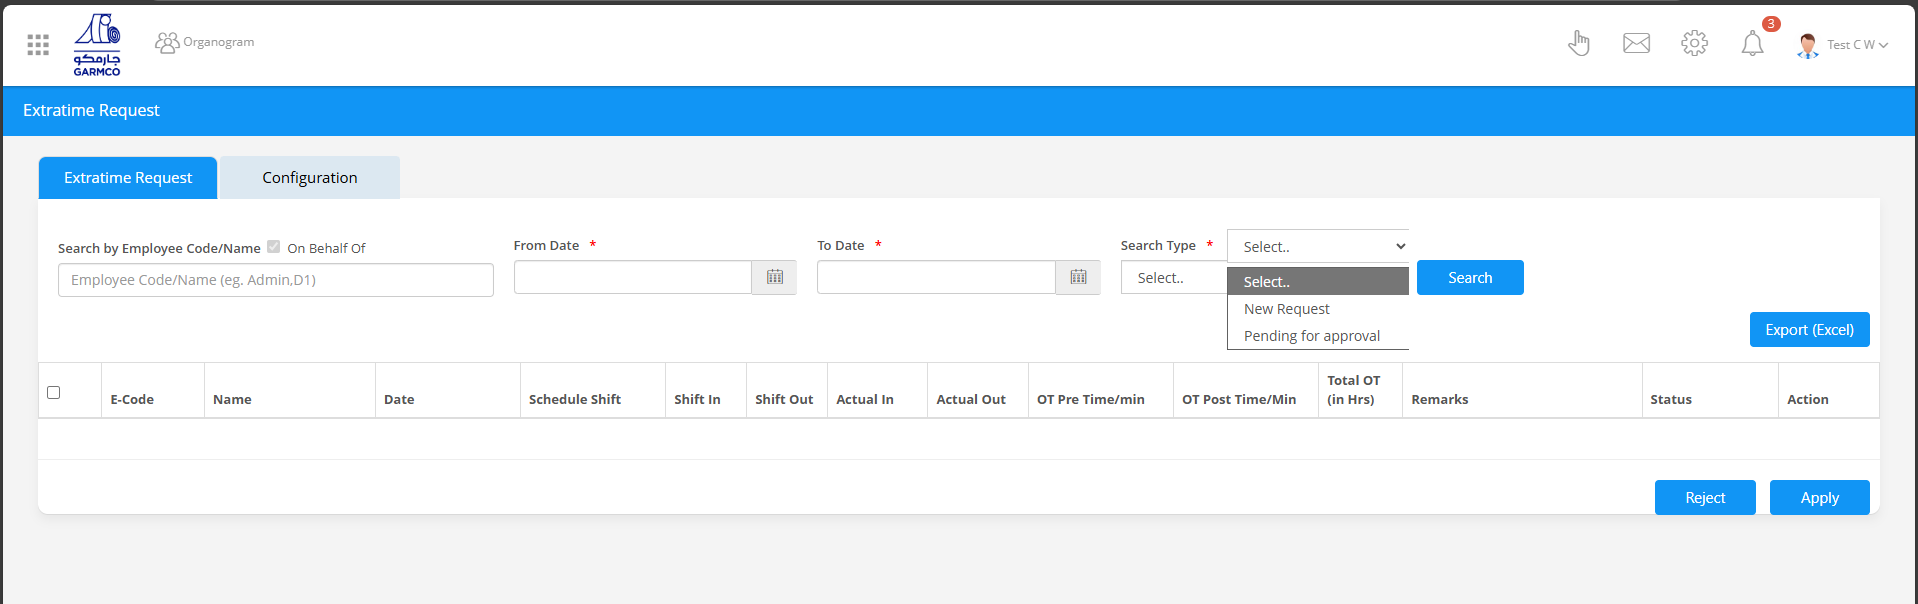 جارمكو
GARMCO
Organogram
3
Test C W
Extratime Request
Extratime Request
Configuration
Search by Employee Code/Name On Behalf Of
Employee Code/Name (eg. Admin,D1)
From Date *
To Date *
Search Type *
Select..
Select..
Select..
New Request
Pending for approval
Search
Export (Excel)
E-Code
Name
Date
Schedule Shift
Shift In
Shift Out
Actual In
Actual Out
OT Pre Time/min
OT Post Time/Min
Total OT
(in Hrs)
Remarks
Status
Action
Reject
Apply